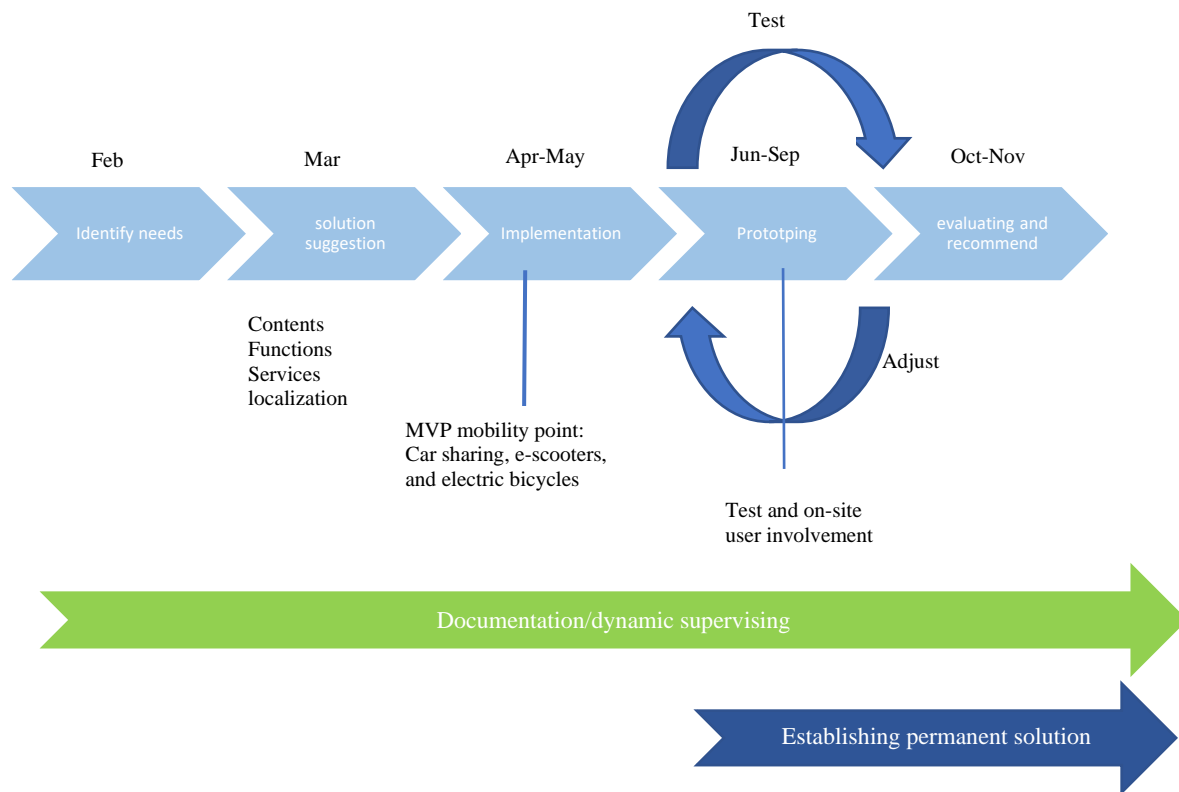 Test
Feb
Mar
Apr-May
Jun-Sep
Oct-Nov
Identify needs
solution
suggestion
Implementation
Prototping
evaluating and
recommend
Contents
Functions
Services
localization
Adjust
MVP mobility point:
Car sharing, e-scooters,
and electric bicycles
Test and on-site
user involvement
Documentation/dynamic supervising
Establishing permanent solution